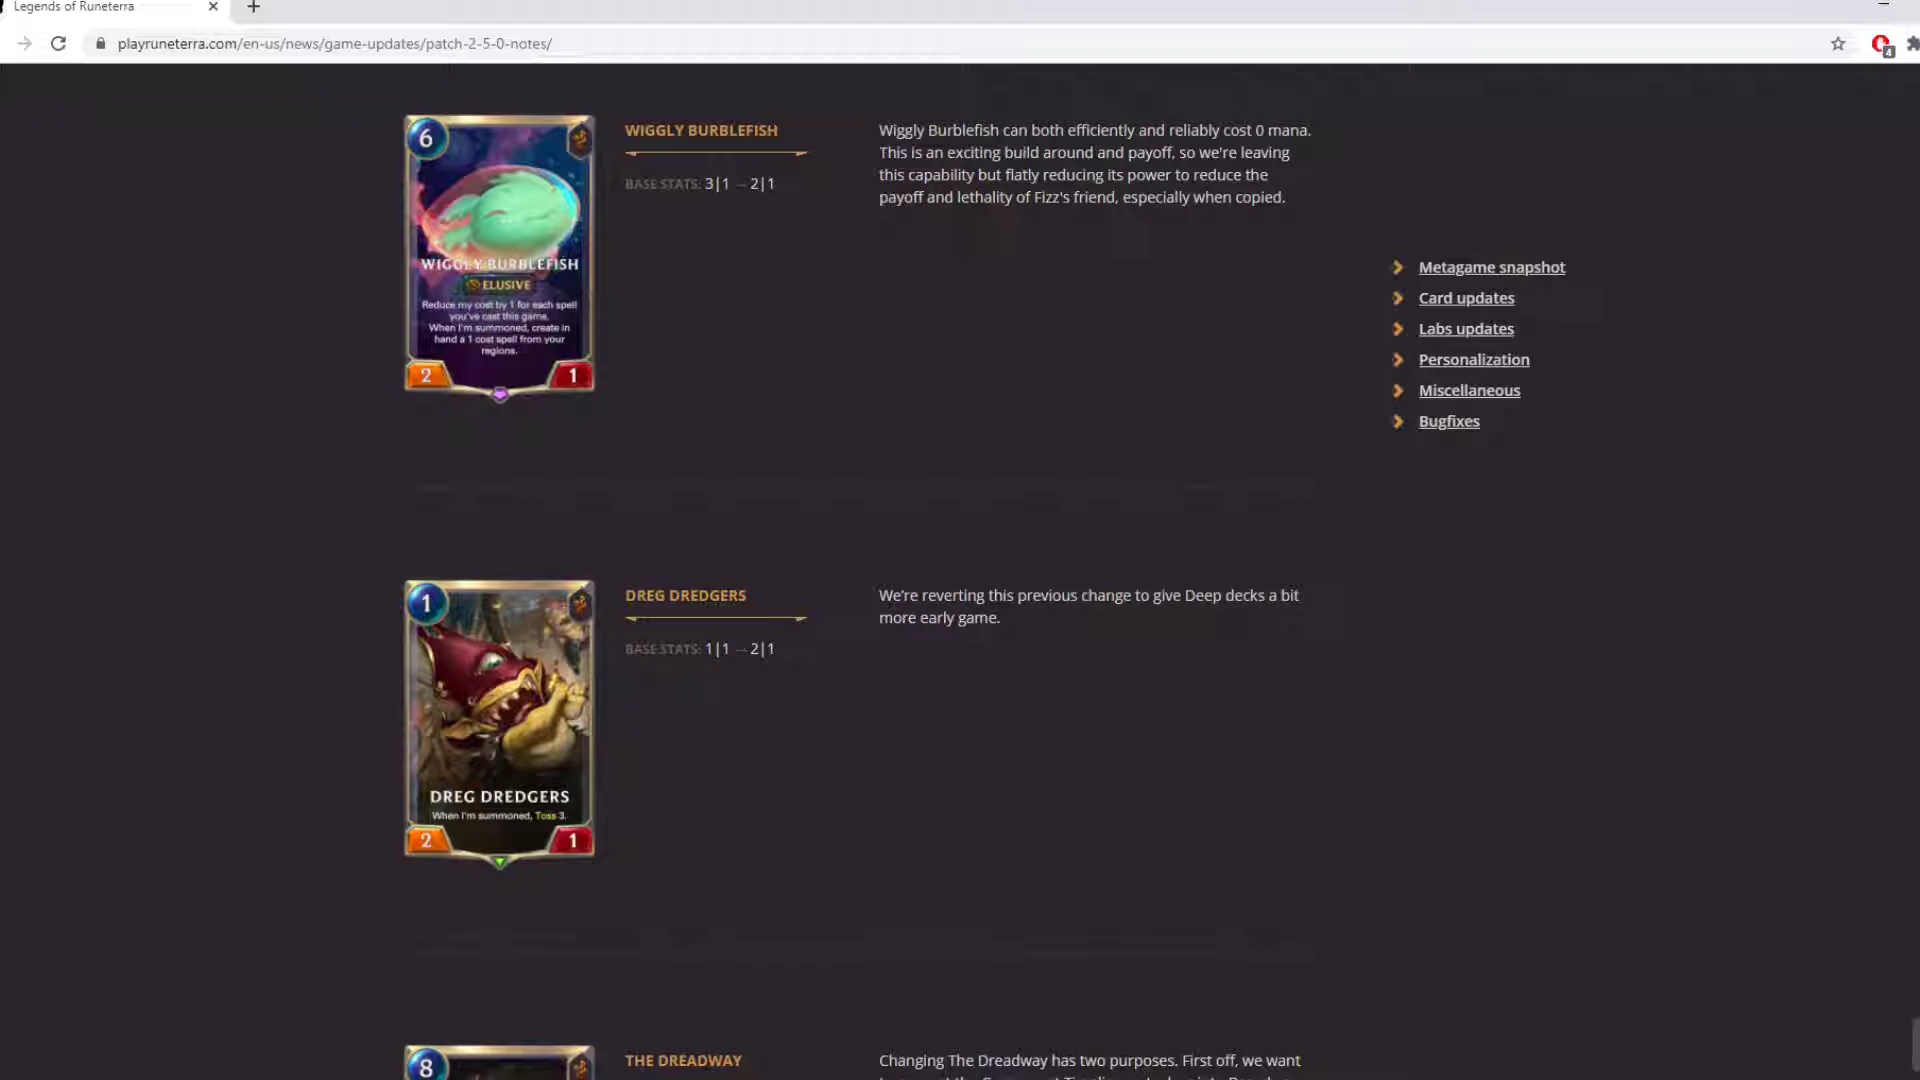 Legends of Runeterra
playruneterra.com/en-us/news/game-updates/patch-2-5-0-notes/
4
6
WIGGLY BURBLEFISH
ELUSIVE
Reduce my cost by 1 for each spell
you've cast this game.
When I'm summoned, create in
hand a 1 cost spell from your
regions.
2
1
WIGGLY BURBLEFISH
BASE STATS: 3|1 → 2|1
Wiggly Burblefish can both efficiently and reliably cost 0 mana.
This is an exciting build around and payoff, so we're leaving
this capability but flatly reducing its power to reduce the
payoff and lethality of Fizz's friend, especially when copied.
Metagame snapshot
Card updates
Labs updates
Personalization
Miscellaneous
Bugfixes
1
DREG DREDGERS
When I'm summoned, Toss 3.
2
1
DREG DREDGERS
BASE STATS: 1|1 → 2|1
We're reverting this previous change to give Deep decks a bit
more early game.
8
THE DREADWAY
Changing The Dreadway has two purposes. First off, we want